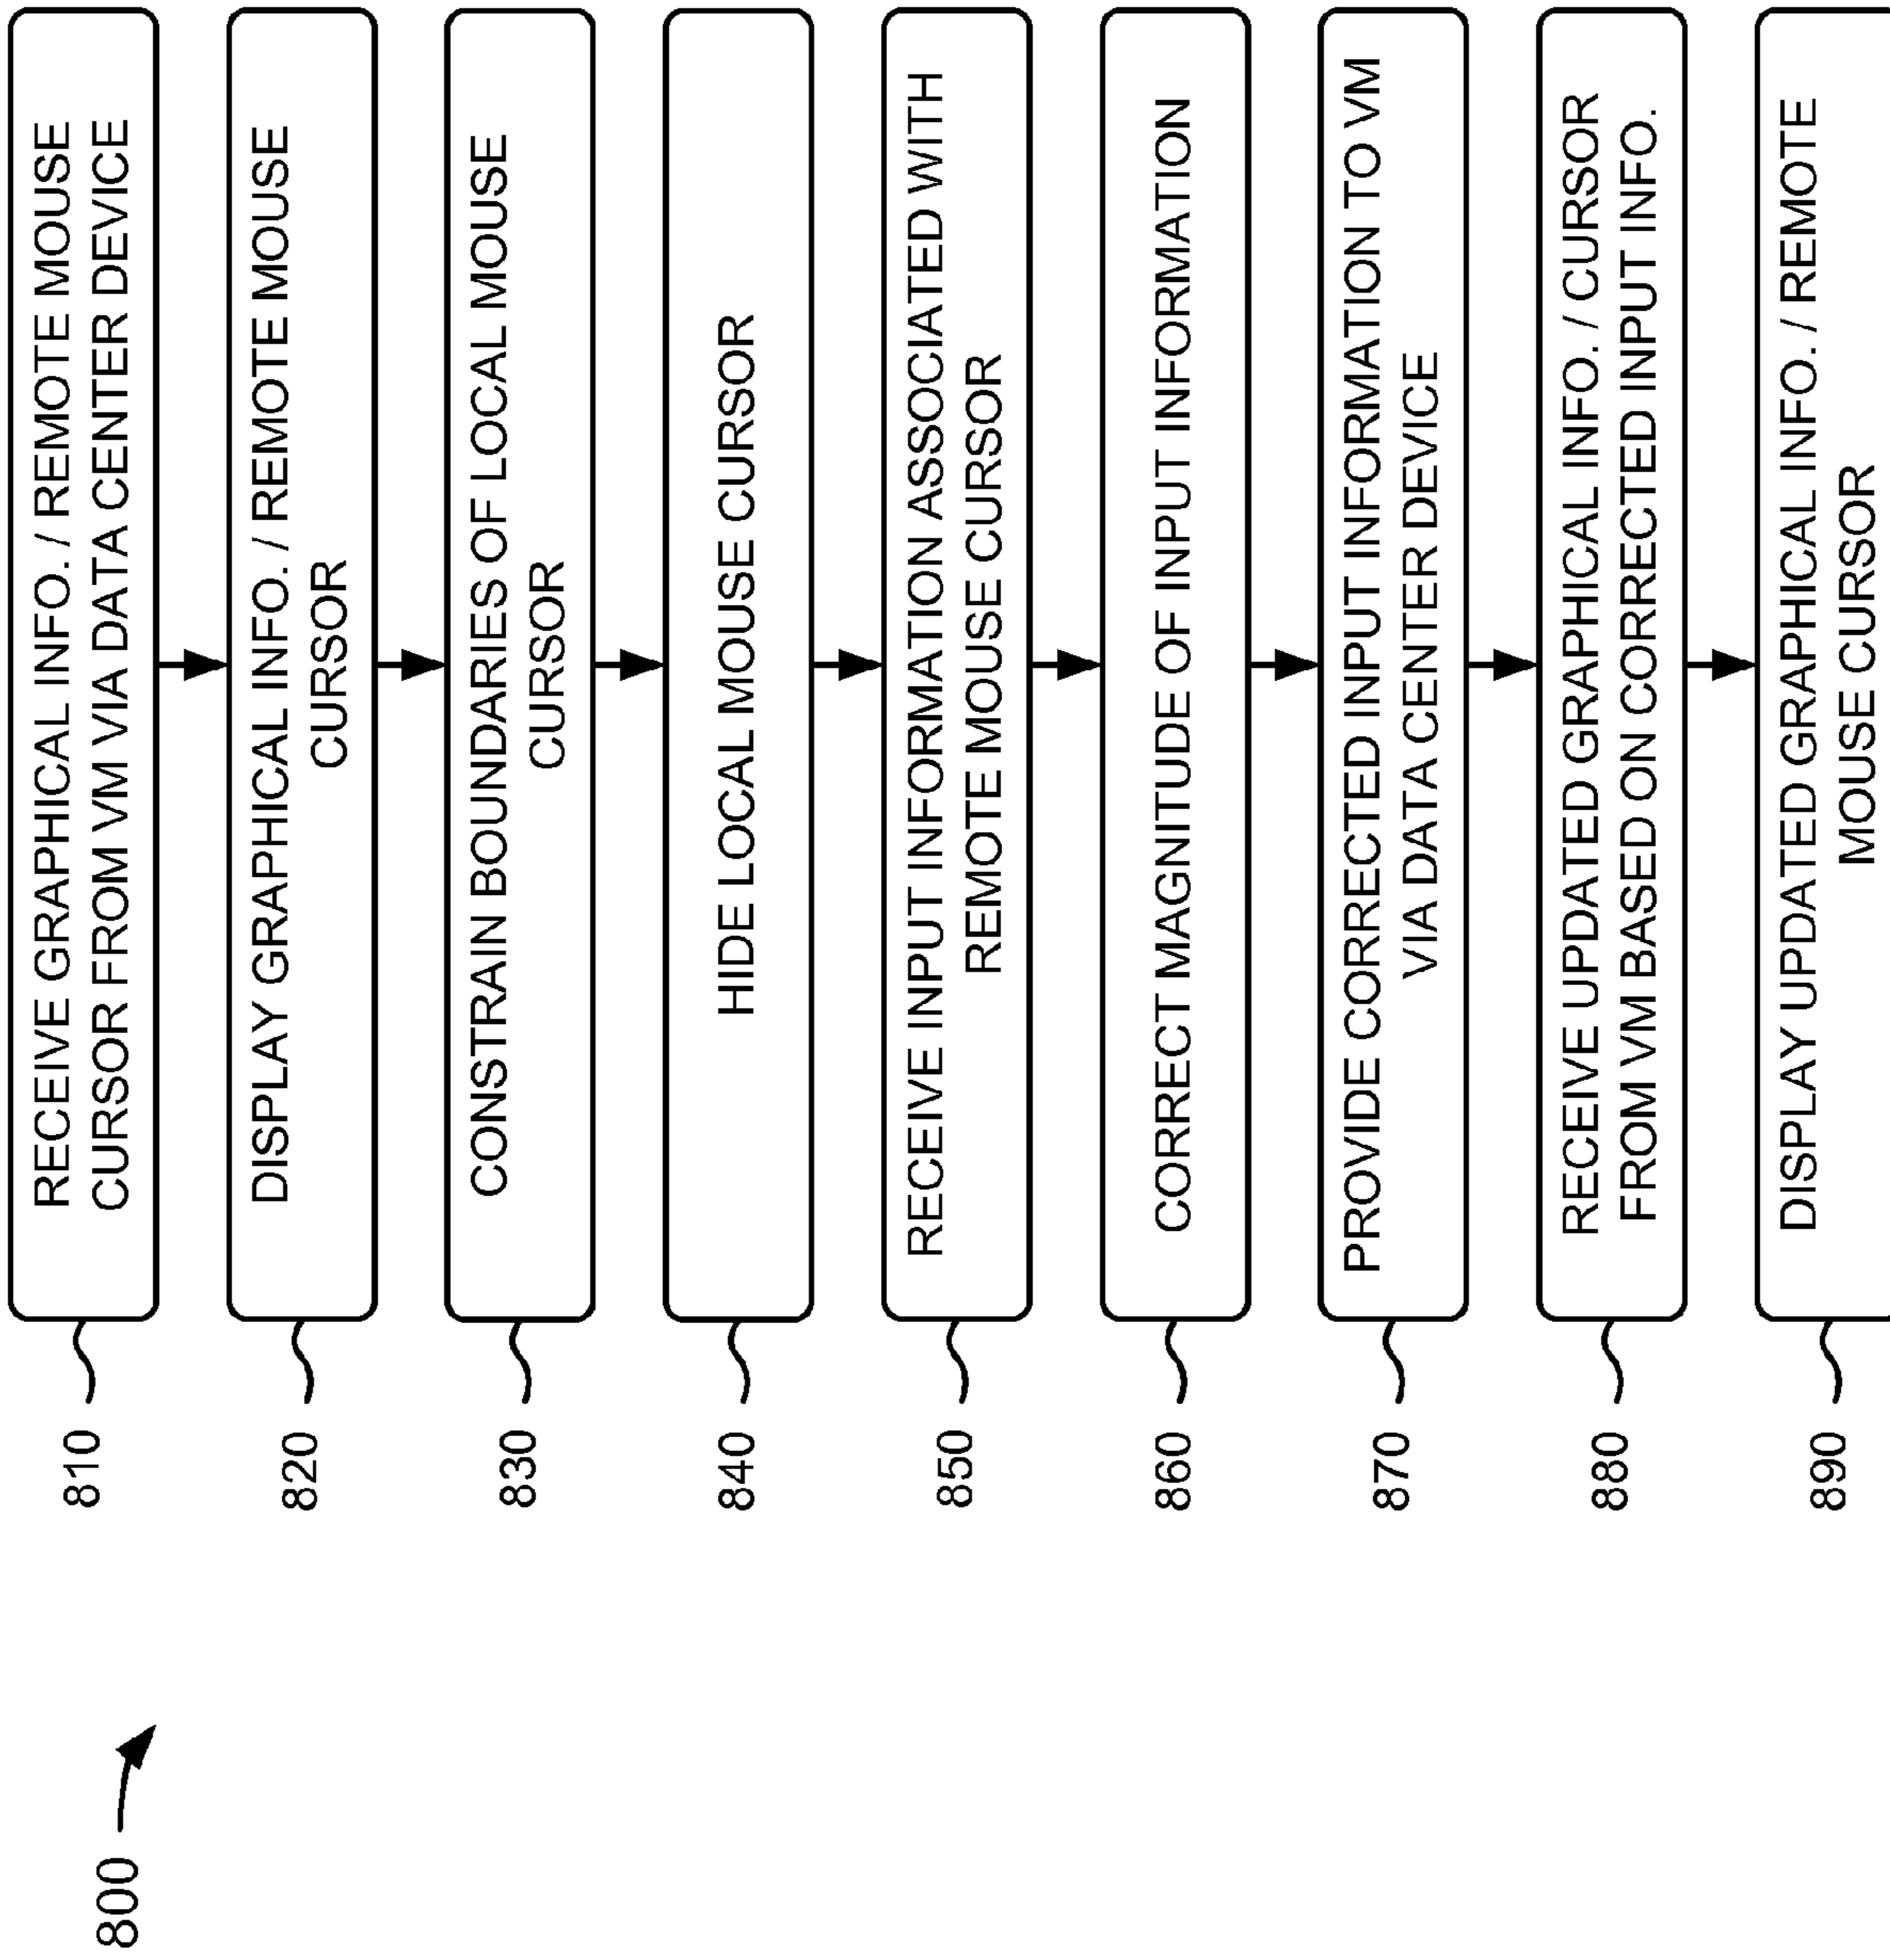 800
810
RECEIVE GRAPHICAL INFO. / REMOTE MOUSE
CURSOR FROM VM VIA DATA CENTER DEVICE
820
DISPLAY GRAPHICAL INFO. / REMOTE MOUSE
CURSOR
830
CONSTRAIN BOUNDARIES OF LOCAL MOUSE
CURSOR
840
HIDE LOCAL MOUSE CURSOR
850
RECEIVE INPUT INFORMATION ASSOCIATED WITH
REMOTE MOUSE CURSOR
860
CORRECT MAGNITUDE OF INPUT INFORMATION
870
PROVIDE CORRECTED INPUT INFORMATION TO VM
VIA DATA CENTER DEVICE
880
RECEIVE UPDATED GRAPHICAL INFO. / CURSOR
FROM VM BASED ON CORRECTED INPUT INFO.
890
DISPLAY UPDATED GRAPHICAL INFO. / REMOTE
MOUSE CURSOR